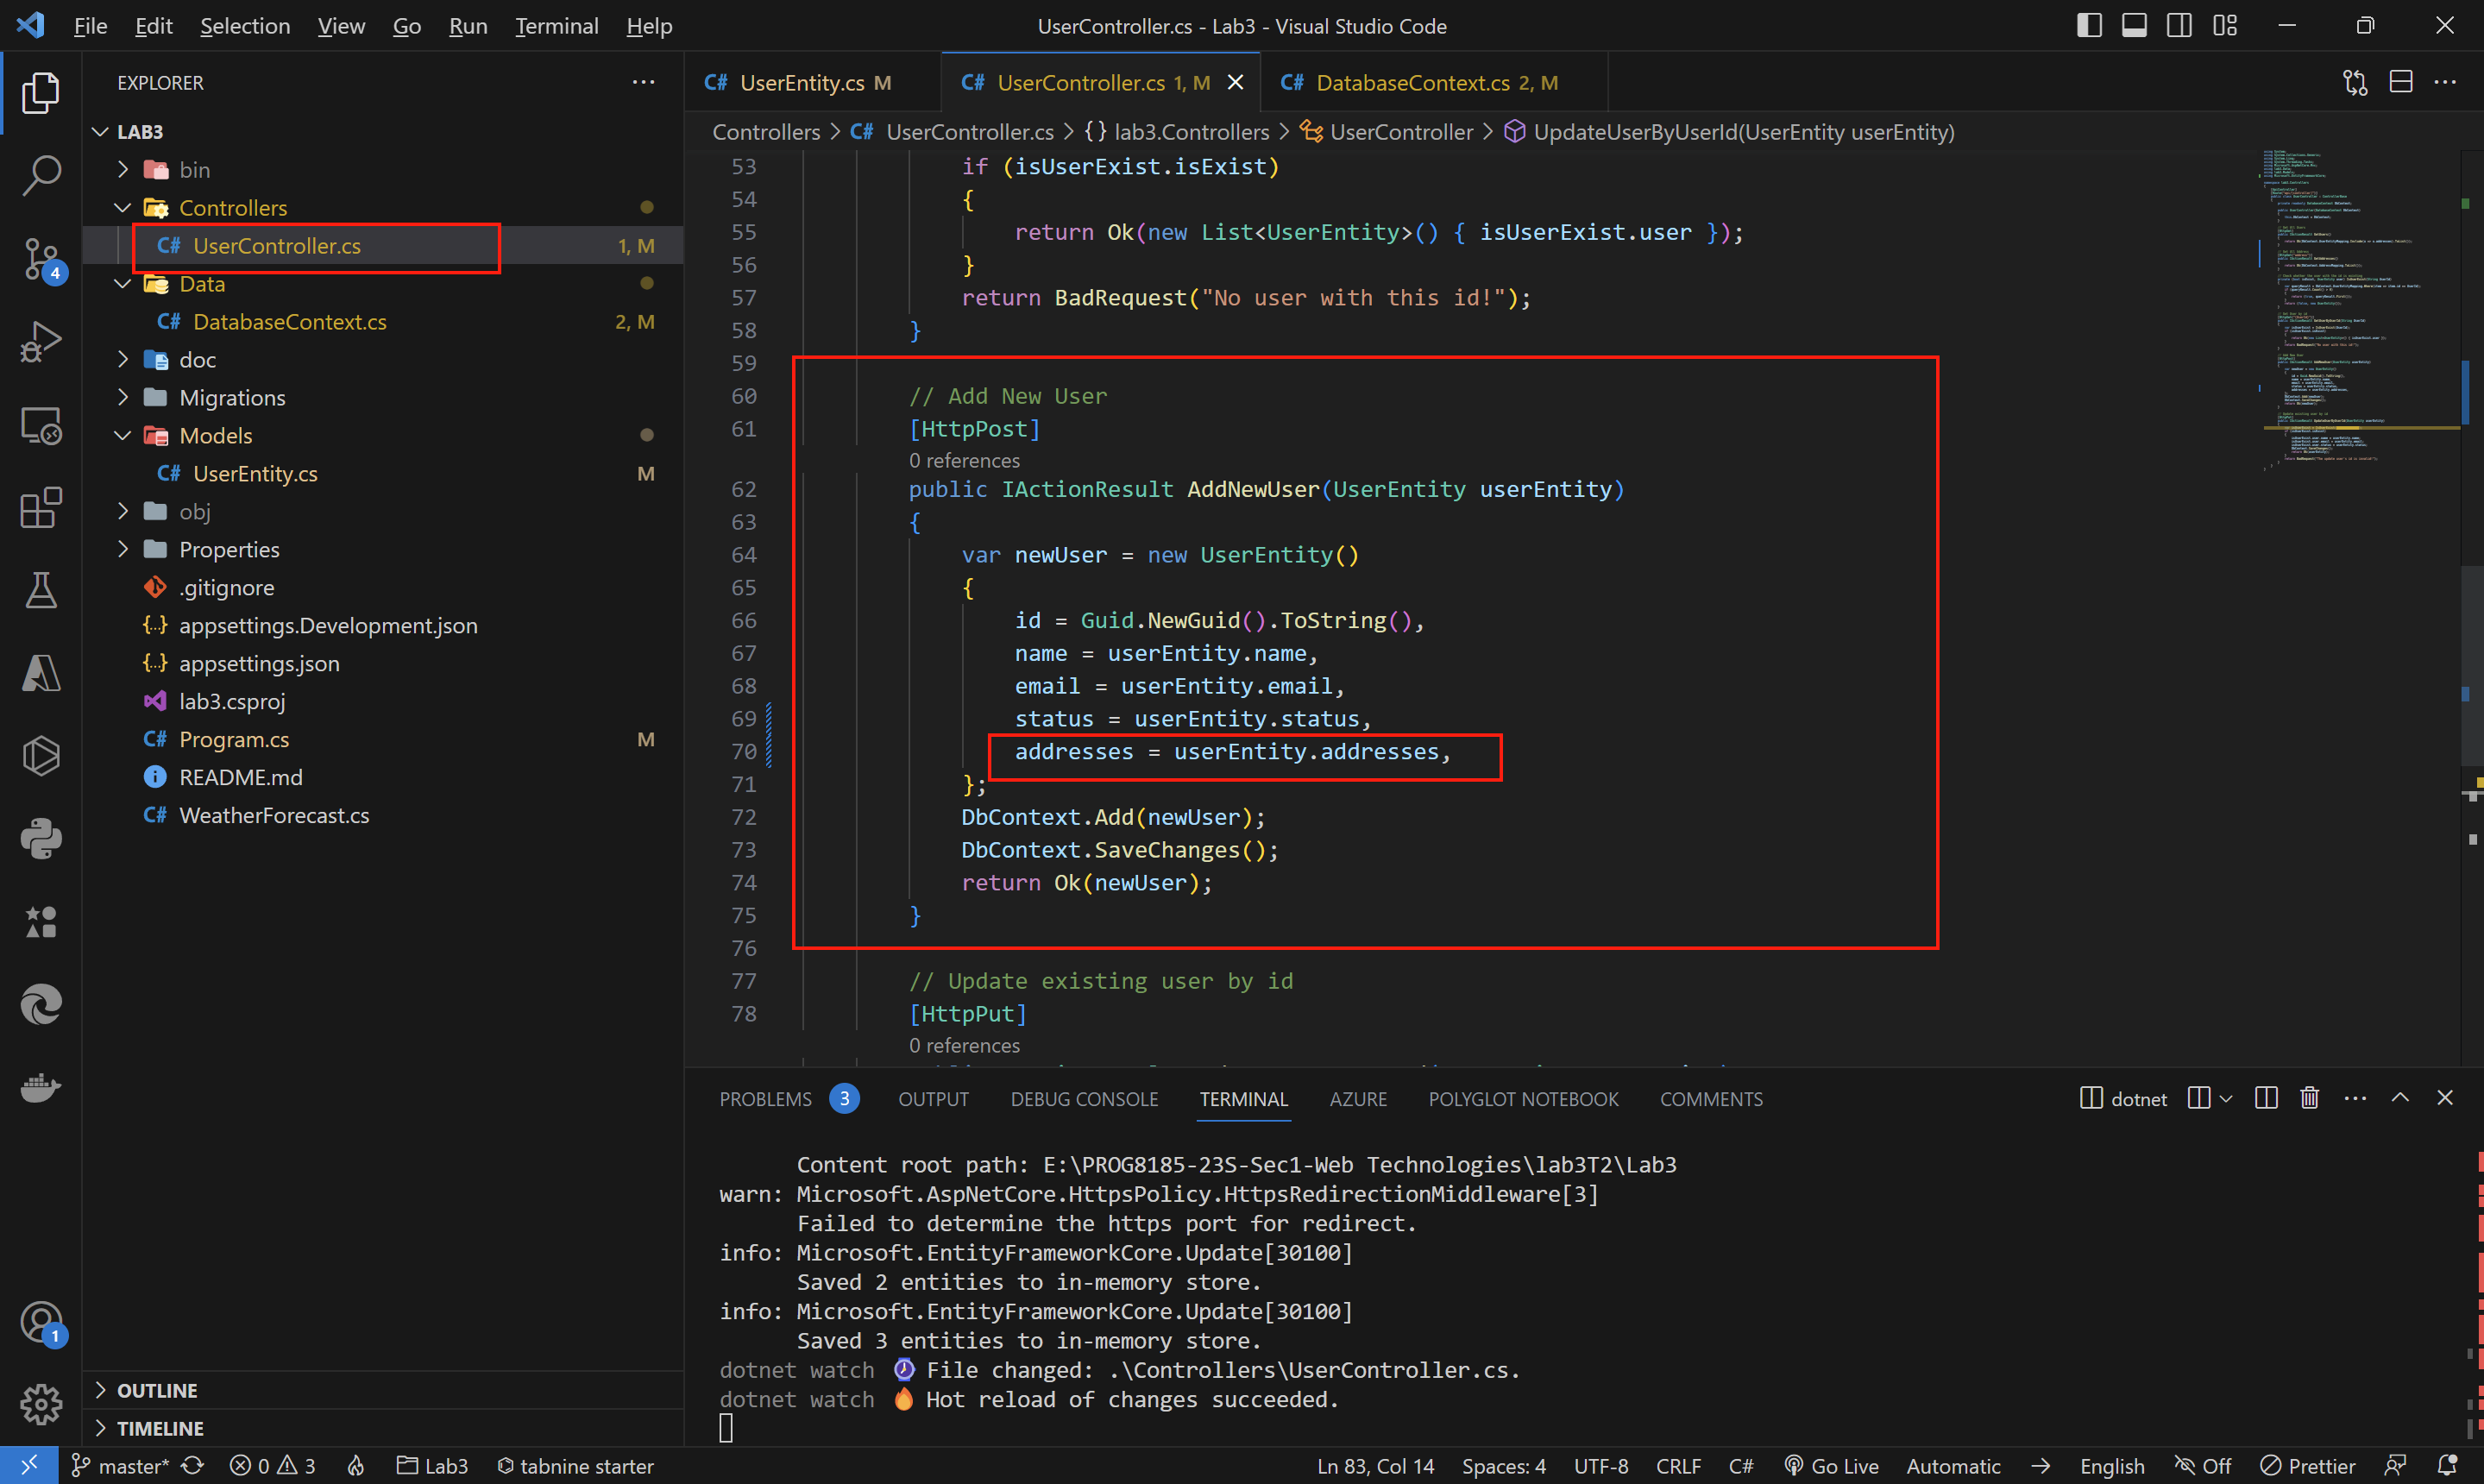 File Edit Selection View Go Run Terminal Help
UserController.cs - Lab3 - Visual Studio Code
EXPLORER
LAB3
bin
Controllers
C# UserController.cs 1, M
Data
C# DatabaseContext.cs 2, M
doc
Migrations
Models
C# UserEntity.cs M
obj
Properties
.gitignore
{..} appsettings.Development.json
{..} appsettings.json
lab3.csproj
C# Program.cs M
README.md
C# WeatherForecast.cs
OUTLINE
TIMELINE
4
1
C# UserEntity.cs M
C# UserController.cs 1, M
C# DatabaseContext.cs 2, M
Controllers > C# UserController.cs > {} lab3.Controllers > UserController > UpdateUserByUserId(UserEntity userEntity)
53 if (isUserExist.isExist)
54 {
55 return Ok(new List<UserEntity>() { isUserExist.user });
56 }
57 return BadRequest("No user with this id!");
58 }
59
60 // Add New User
61 [HttpPost]
0 references
62 public IActionResult AddNewUser(UserEntity userEntity)
63 {
64 var newUser = new UserEntity()
65 {
66 id = Guid.NewGuid().ToString(),
67 name = userEntity.name,
68 email = userEntity.email,
69 status = userEntity.status,
70 addresses = userEntity.addresses,
71 };
72 DbContext.Add(newUser);
73 DbContext.SaveChanges();
74 return Ok(newUser);
75 }
76
77 // Update existing user by id
78 [HttpPut]
0 references
PROBLEMS 3 OUTPUT DEBUG CONSOLE TERMINAL AZURE POLYGLOT NOTEBOOK COMMENTS
dotnet
Content root path: E:\PROG8185-23S-Sec1-Web Technologies\lab3T2\Lab3
warn: Microsoft.AspNetCore.HttpsPolicy.HttpsRedirectionMiddleware[3]
Failed to determine the https port for redirect.
info: Microsoft.EntityFrameworkCore.Update[30100]
Saved 2 entities to in-memory store.
info: Microsoft.EntityFrameworkCore.Update[30100]
Saved 3 entities to in-memory store.
dotnet watch ⌚ File changed: .\Controllers\UserController.cs.
dotnet watch 🔥 Hot reload of changes succeeded.
master* 0 3 Lab3 tabnine starter
Ln 83, Col 14 Spaces: 4 UTF-8 CRLF C# Go Live Automatic English Off Prettier